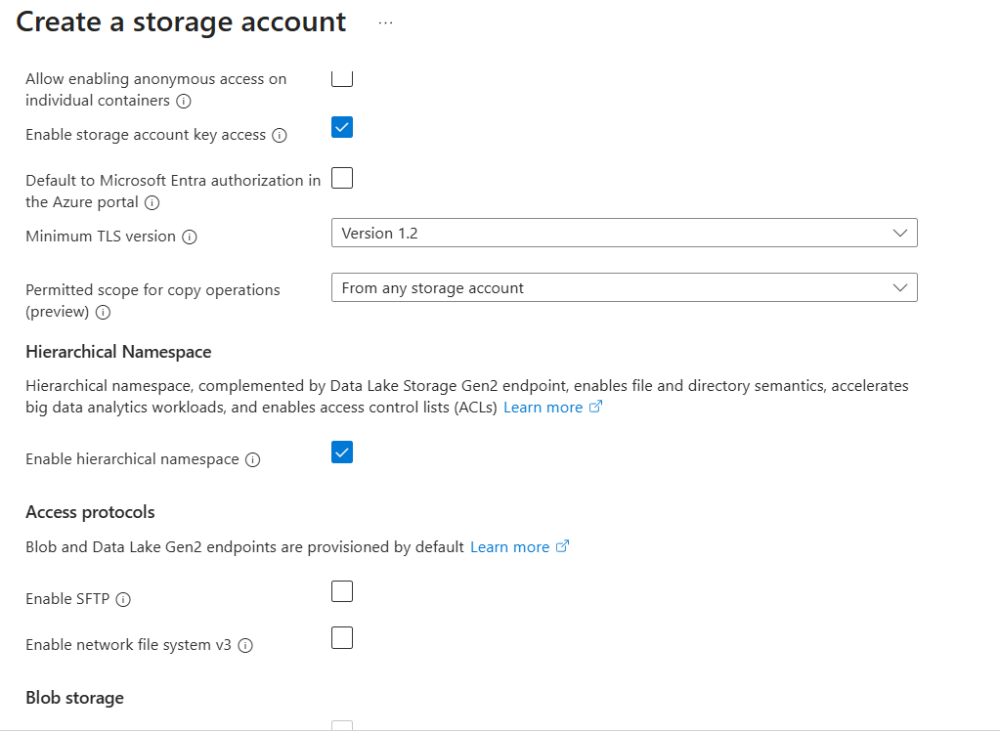 Create a storage account ...
Allow enabling anonymous access on
individual containers
Enable storage account key access
Default to Microsoft Entra authorization in
the Azure portal
Minimum TLS version
Version 1.2
Permitted scope for copy operations
(preview)
From any storage account
Hierarchical Namespace
Hierarchical namespace, complemented by Data Lake Storage Gen2 endpoint, enables file and directory semantics, accelerates
big data analytics workloads, and enables access control lists (ACLs) Learn more
Enable hierarchical namespace
Access protocols
Blob and Data Lake Gen2 endpoints are provisioned by default Learn more
Enable SFTP
Enable network file system v3
Blob storage